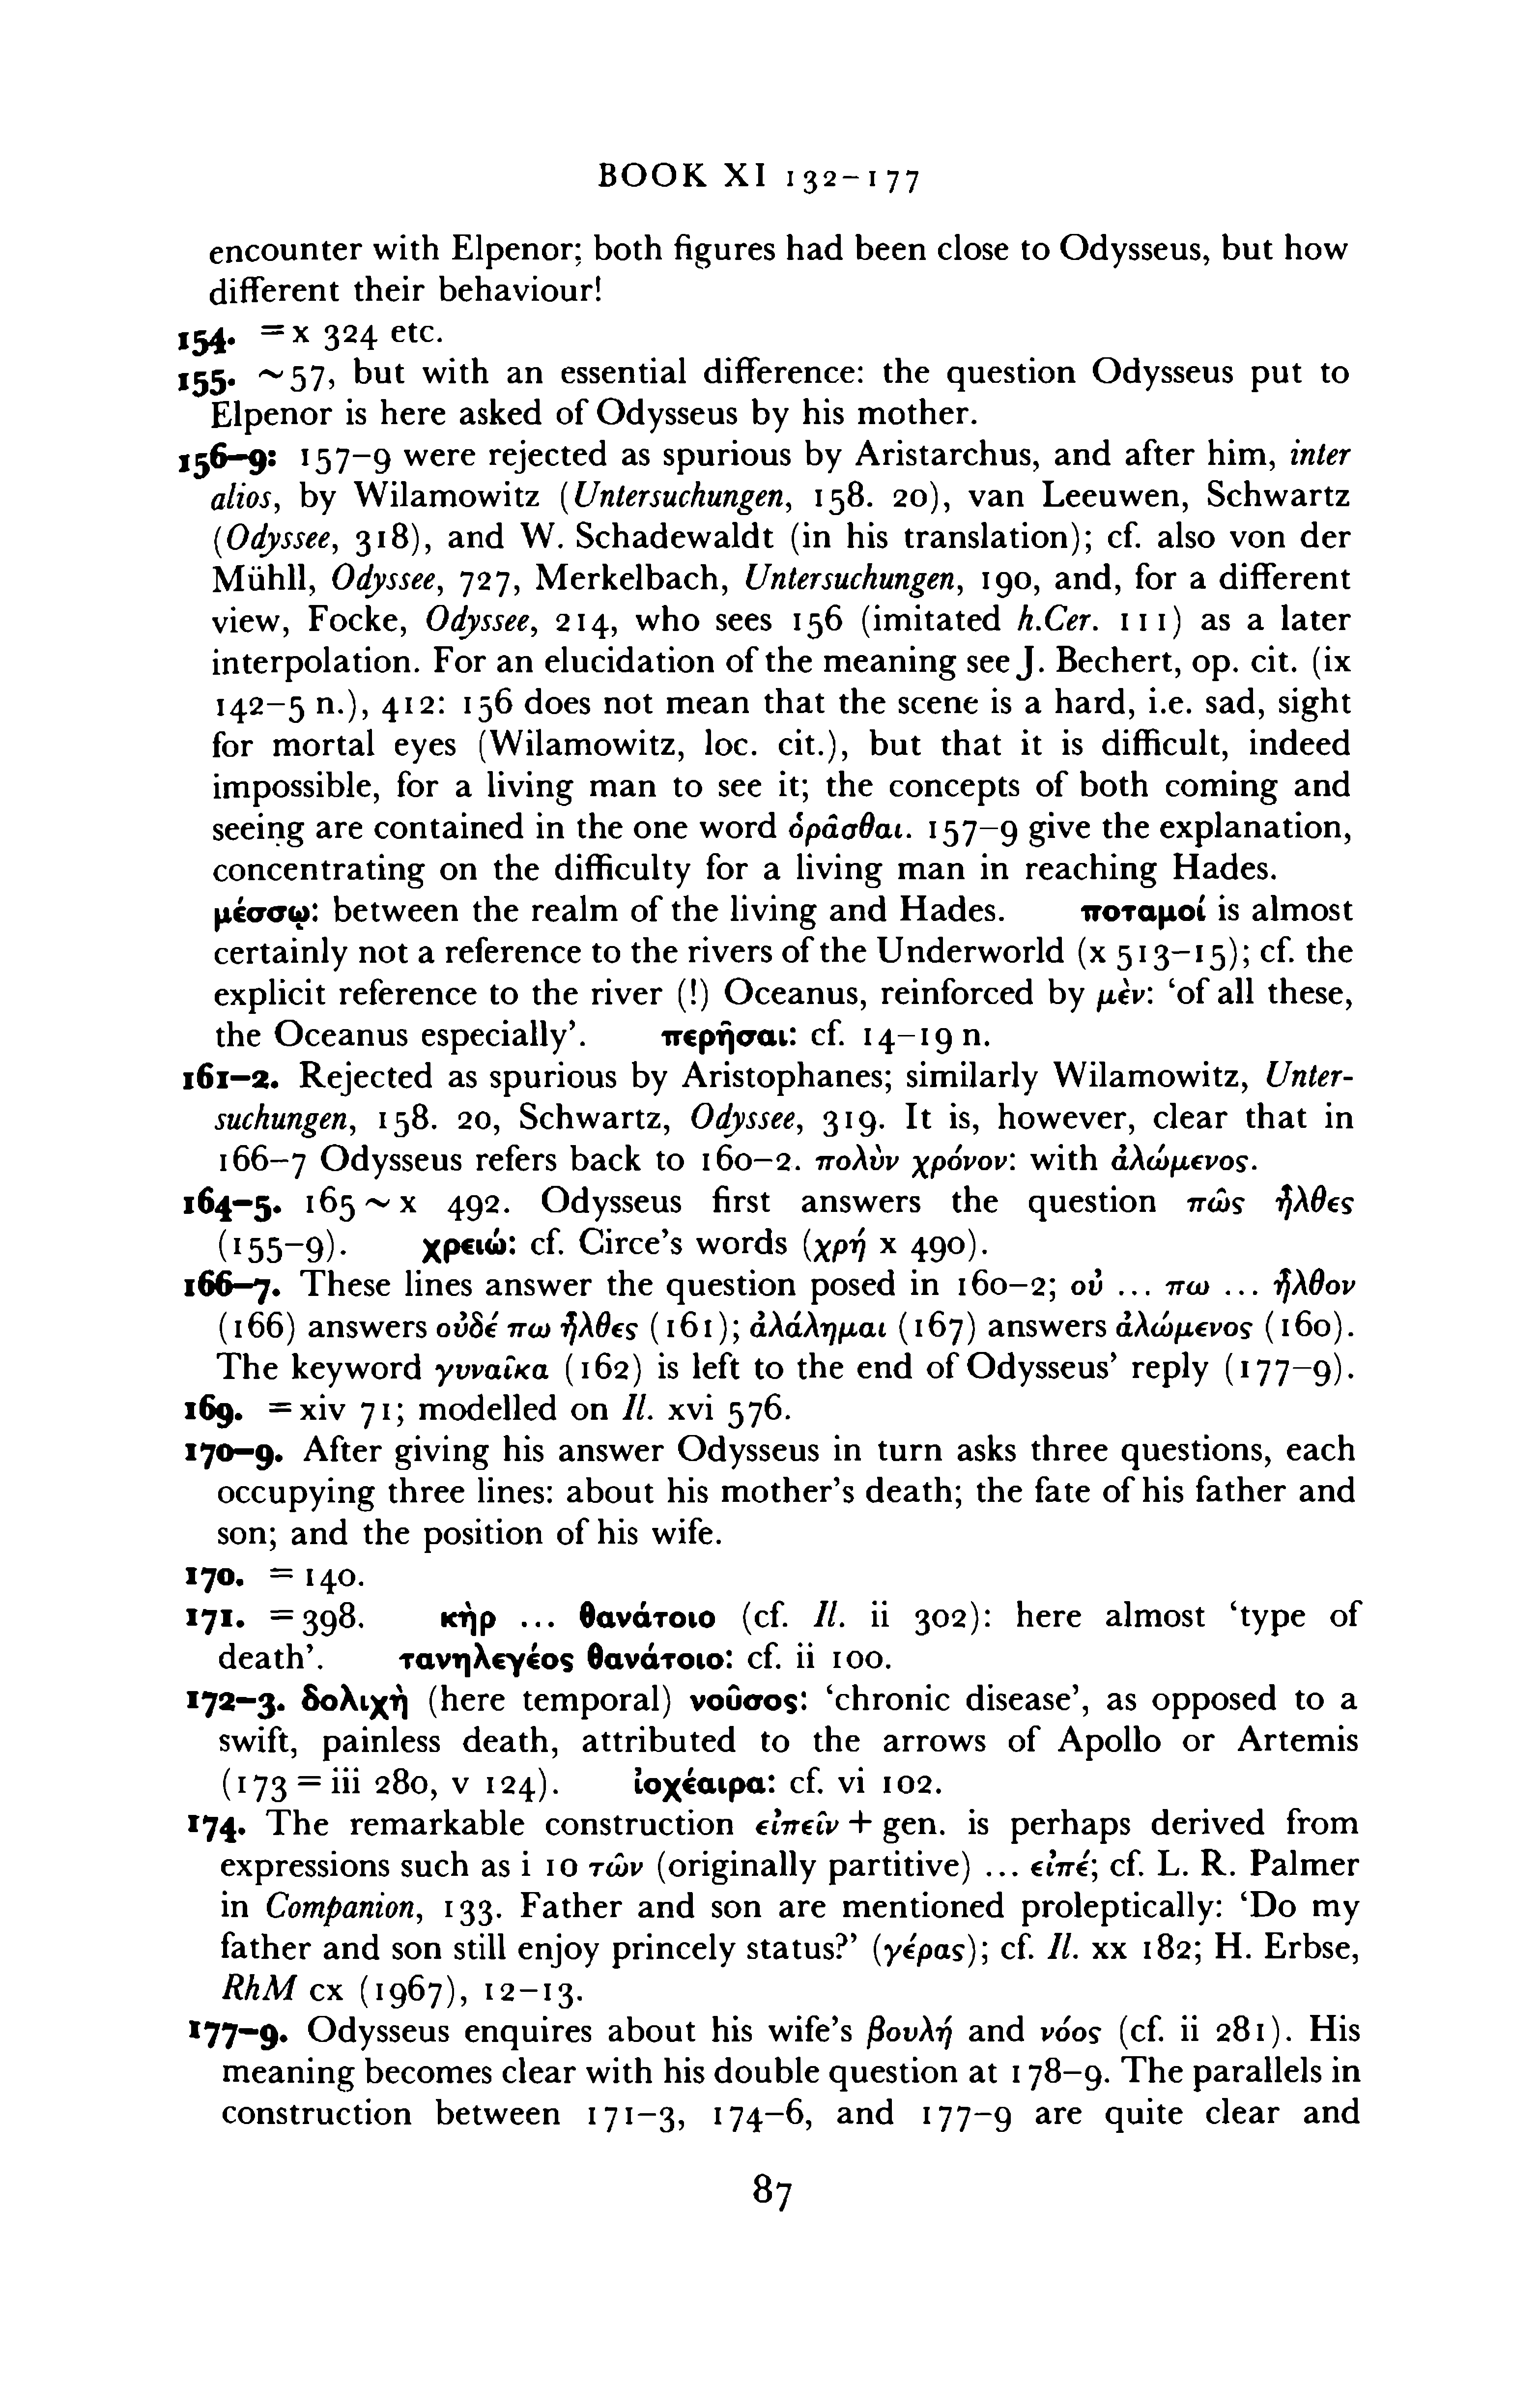 BOOK XI 132–177
encounter with Elpenor; both figures had been close to Odysseus, but how
different their behaviour!
154. =x 324 etc.
155. ~57, but with an essential difference: the question Odysseus put to
Elpenor is here asked of Odysseus by his mother.
156–9: 157–9 were rejected as spurious by Aristarchus, and after him, inter
alios, by Wilamowitz (Untersuchungen, 158. 20), van Leeuwen, Schwartz
(Odyssee, 318), and W. Schadewaldt (in his translation); cf. also von der
Mühll, Odyssee, 727, Merkelbach, Untersuchungen, 190, and, for a different
view, Focke, Odyssee, 214, who sees 156 (imitated h.Cer. 111) as a later
interpolation. For an elucidation of the meaning see J. Bechert, op. cit. (ix
142–5 n.), 412: 156 does not mean that the scene is a hard, i.e. sad, sight
for mortal eyes (Wilamowitz, loc. cit.), but that it is difficult, indeed
impossible, for a living man to see it; the concepts of both coming and
seeing are contained in the one word ὁρᾶσθαι. 157–9 give the explanation,
concentrating on the difficulty for a living man in reaching Hades.
μέσσῳ: between the realm of the living and Hades. ποταμοί is almost
certainly not a reference to the rivers of the Underworld (x 513–15); cf. the
explicit reference to the river (!) Oceanus, reinforced by μὲν: ‘of all these,
the Oceanus especially’. περῆσαι: cf. 14–19 n.
161–2. Rejected as spurious by Aristophanes; similarly Wilamowitz, Unter-
suchungen, 158. 20, Schwartz, Odyssee, 319. It is, however, clear that in
166–7 Odysseus refers back to 160–2. πολὺν χρόνον: with ἀλώμενος.
164–5. 165~x 492. Odysseus first answers the question πῶς ἦλθες
(155–9). χρειώ: cf. Circe’s words (χρή x 490).
166–7. These lines answer the question posed in 160–2; οὐ ... πω ... ἦλθον
(166) answers οὐδέ πω ἦλθες (161); ἀλάλημαι (167) answers ἀλώμενος (160).
The keyword γυναῖκα (162) is left to the end of Odysseus’ reply (177–9).
169. =xiv 71; modelled on Il. xvi 576.
170–9. After giving his answer Odysseus in turn asks three questions, each
occupying three lines: about his mother’s death; the fate of his father and
son; and the position of his wife.
170. =140.
171. =398. κὴρ ... θανάτοιο (cf. Il. ii 302): here almost ‘type of
death’. τανηλεγέος θανάτοιο: cf. ii 100.
172–3. δολιχὴ (here temporal) νοῦσος: ‘chronic disease’, as opposed to a
swift, painless death, attributed to the arrows of Apollo or Artemis
(173=iii 280, v 124). ἰοχέαιρα: cf. vi 102.
174. The remarkable construction εἰπεῖν + gen. is perhaps derived from
expressions such as i 10 τῶν (originally partitive) ... εἰπέ; cf. L. R. Palmer
in Companion, 133. Father and son are mentioned proleptically: ‘Do my
father and son still enjoy princely status?’ (γέρας); cf. Il. xx 182; H. Erbse,
RhM cx (1967), 12–13.
177–9. Odysseus enquires about his wife’s βουλή and νόος (cf. ii 281). His
meaning becomes clear with his double question at 178–9. The parallels in
construction between 171–3, 174–6, and 177–9 are quite clear and
87